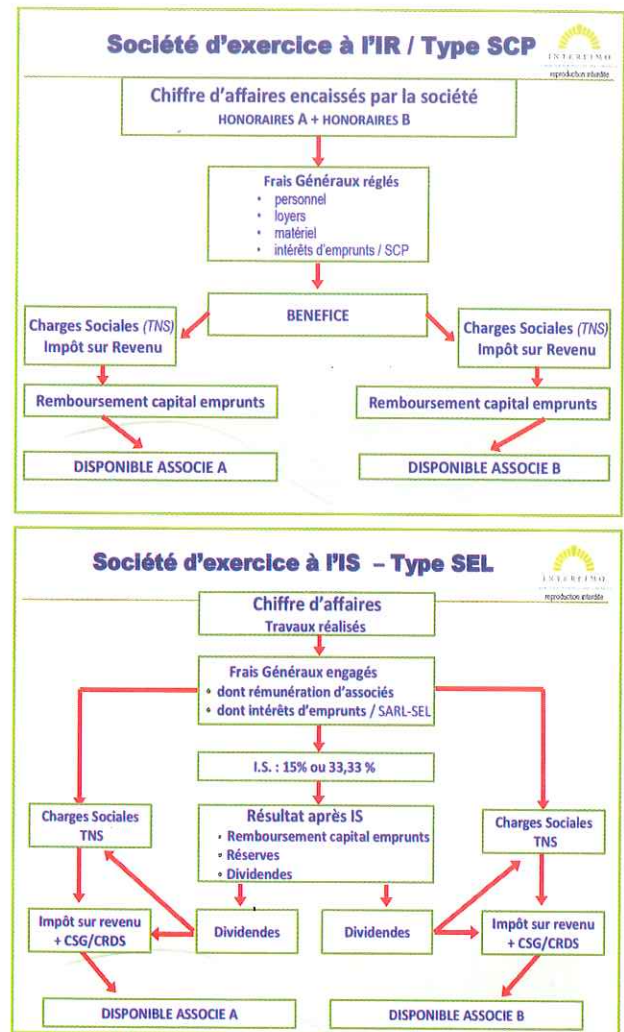 Société d'exercice à l'IR / Type SCP
INTERFIMO
reproduction interdite
Chiffre d'affaires encaissés par la société
HONORAIRES A + HONORAIRES B
Frais Généraux réglés
• personnel
• loyers
• matériel
• intérêts d'emprunts / SCP
BENEFICE
Charges Sociales (TNS)
Impôt sur Revenu
Charges Sociales (TNS)
Impôt sur Revenu
Remboursement capital emprunts
Remboursement capital emprunts
DISPONIBLE ASSOCIE A
DISPONIBLE ASSOCIE B
Société d'exercice à l'IS – Type SEL
INTERFIMO
reproduction interdite
Chiffre d'affaires
Travaux réalisés
Frais Généraux engagés
• dont rémunération d'associés
• dont intérêts d'emprunts / SARL-SEL
I.S. : 15% ou 33,33 %
Charges Sociales
TNS
Résultat après IS
• Remboursement capital emprunts
• Réserves
• Dividendes
Charges Sociales
TNS
Impôt sur revenu
+ CSG/CRDS
Dividendes
Dividendes
Impôt sur revenu
+ CSG/CRDS
DISPONIBLE ASSOCIE A
DISPONIBLE ASSOCIE B